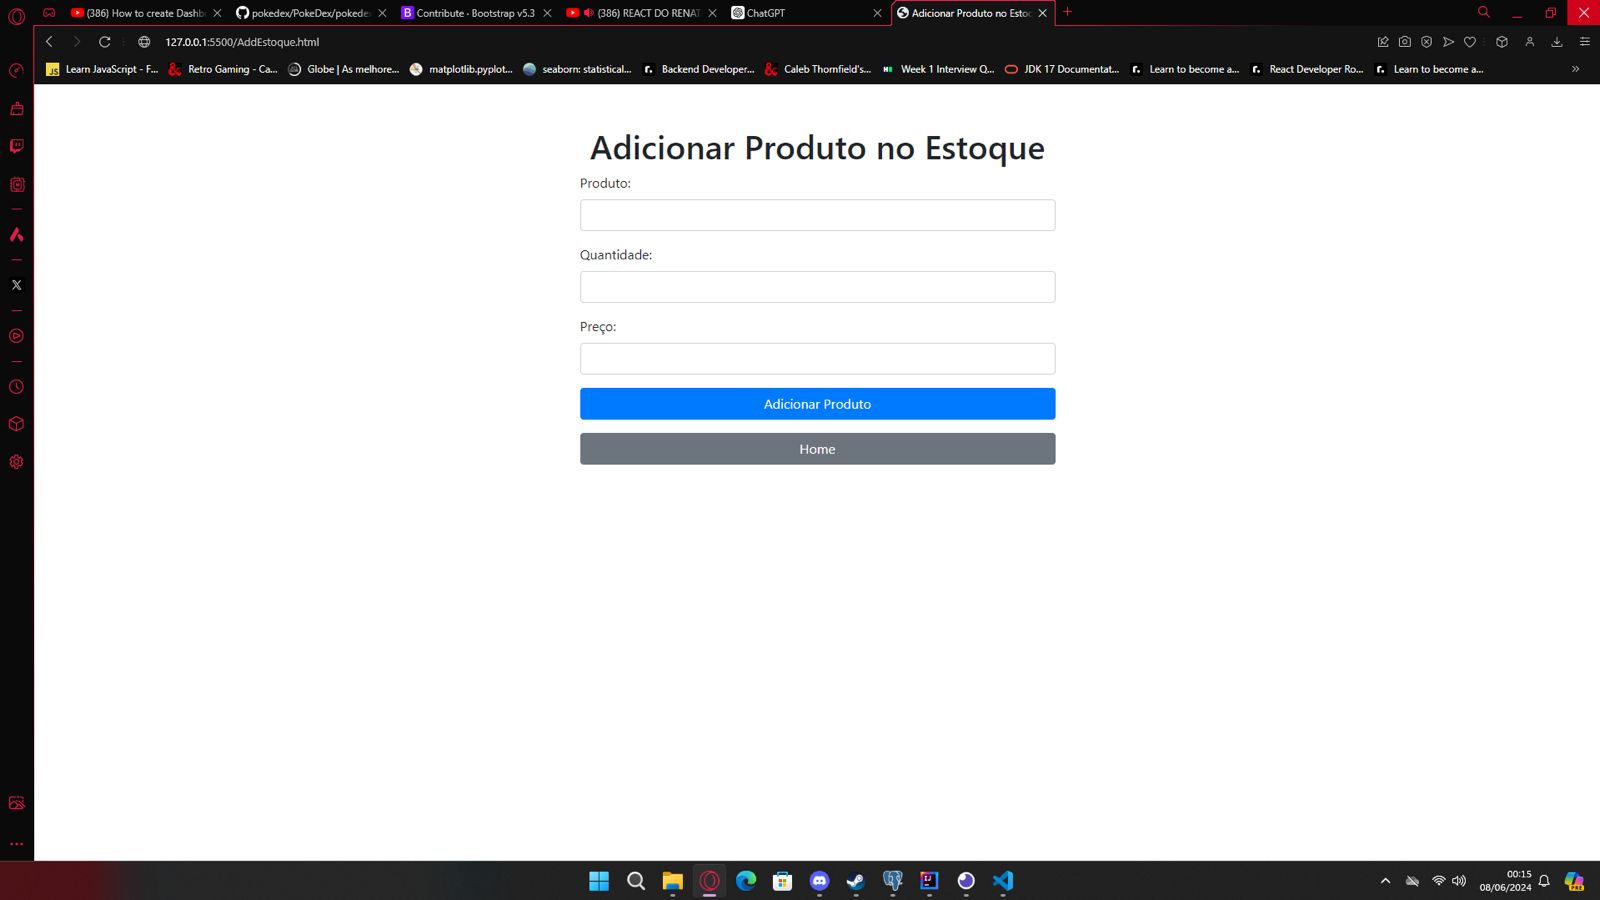 (386) How to create Dashb
pokedex/PokeDex/pokedex
Contribute · Bootstrap v5.3
(386) REACT DO RENAT
ChatGPT
Adicionar Produto no Esto
127.0.0.1:5500/AddEstoque.html
JS Learn JavaScript - F...
Retro Gaming - Ca...
Globe | As melhore...
matplotlib.pyplot...
seaborn: statistical...
Backend Developer...
Caleb Thornfield's...
Week 1 Interview Q...
JDK 17 Documentat...
Learn to become a...
React Developer Ro...
Learn to become a...
Adicionar Produto no Estoque
Produto:
Quantidade:
Preço:
Adicionar Produto
Home
00:15
08/06/2024